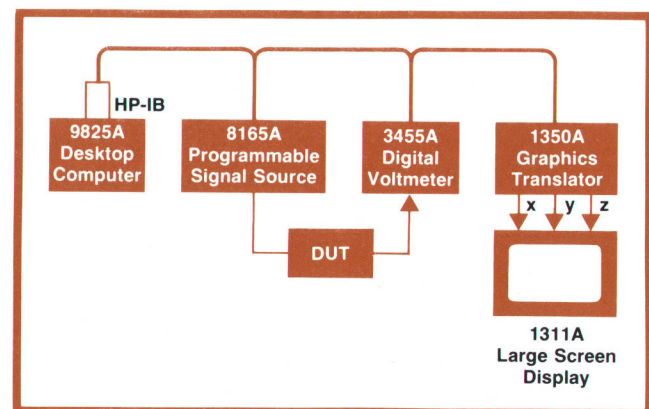 HP-IB
9825A
Desktop
Computer
8165A
Programmable
Signal Source
3455A
Digital
Voltmeter
1350A
Graphics
Translator
x y z
DUT
1311A
Large Screen
Display